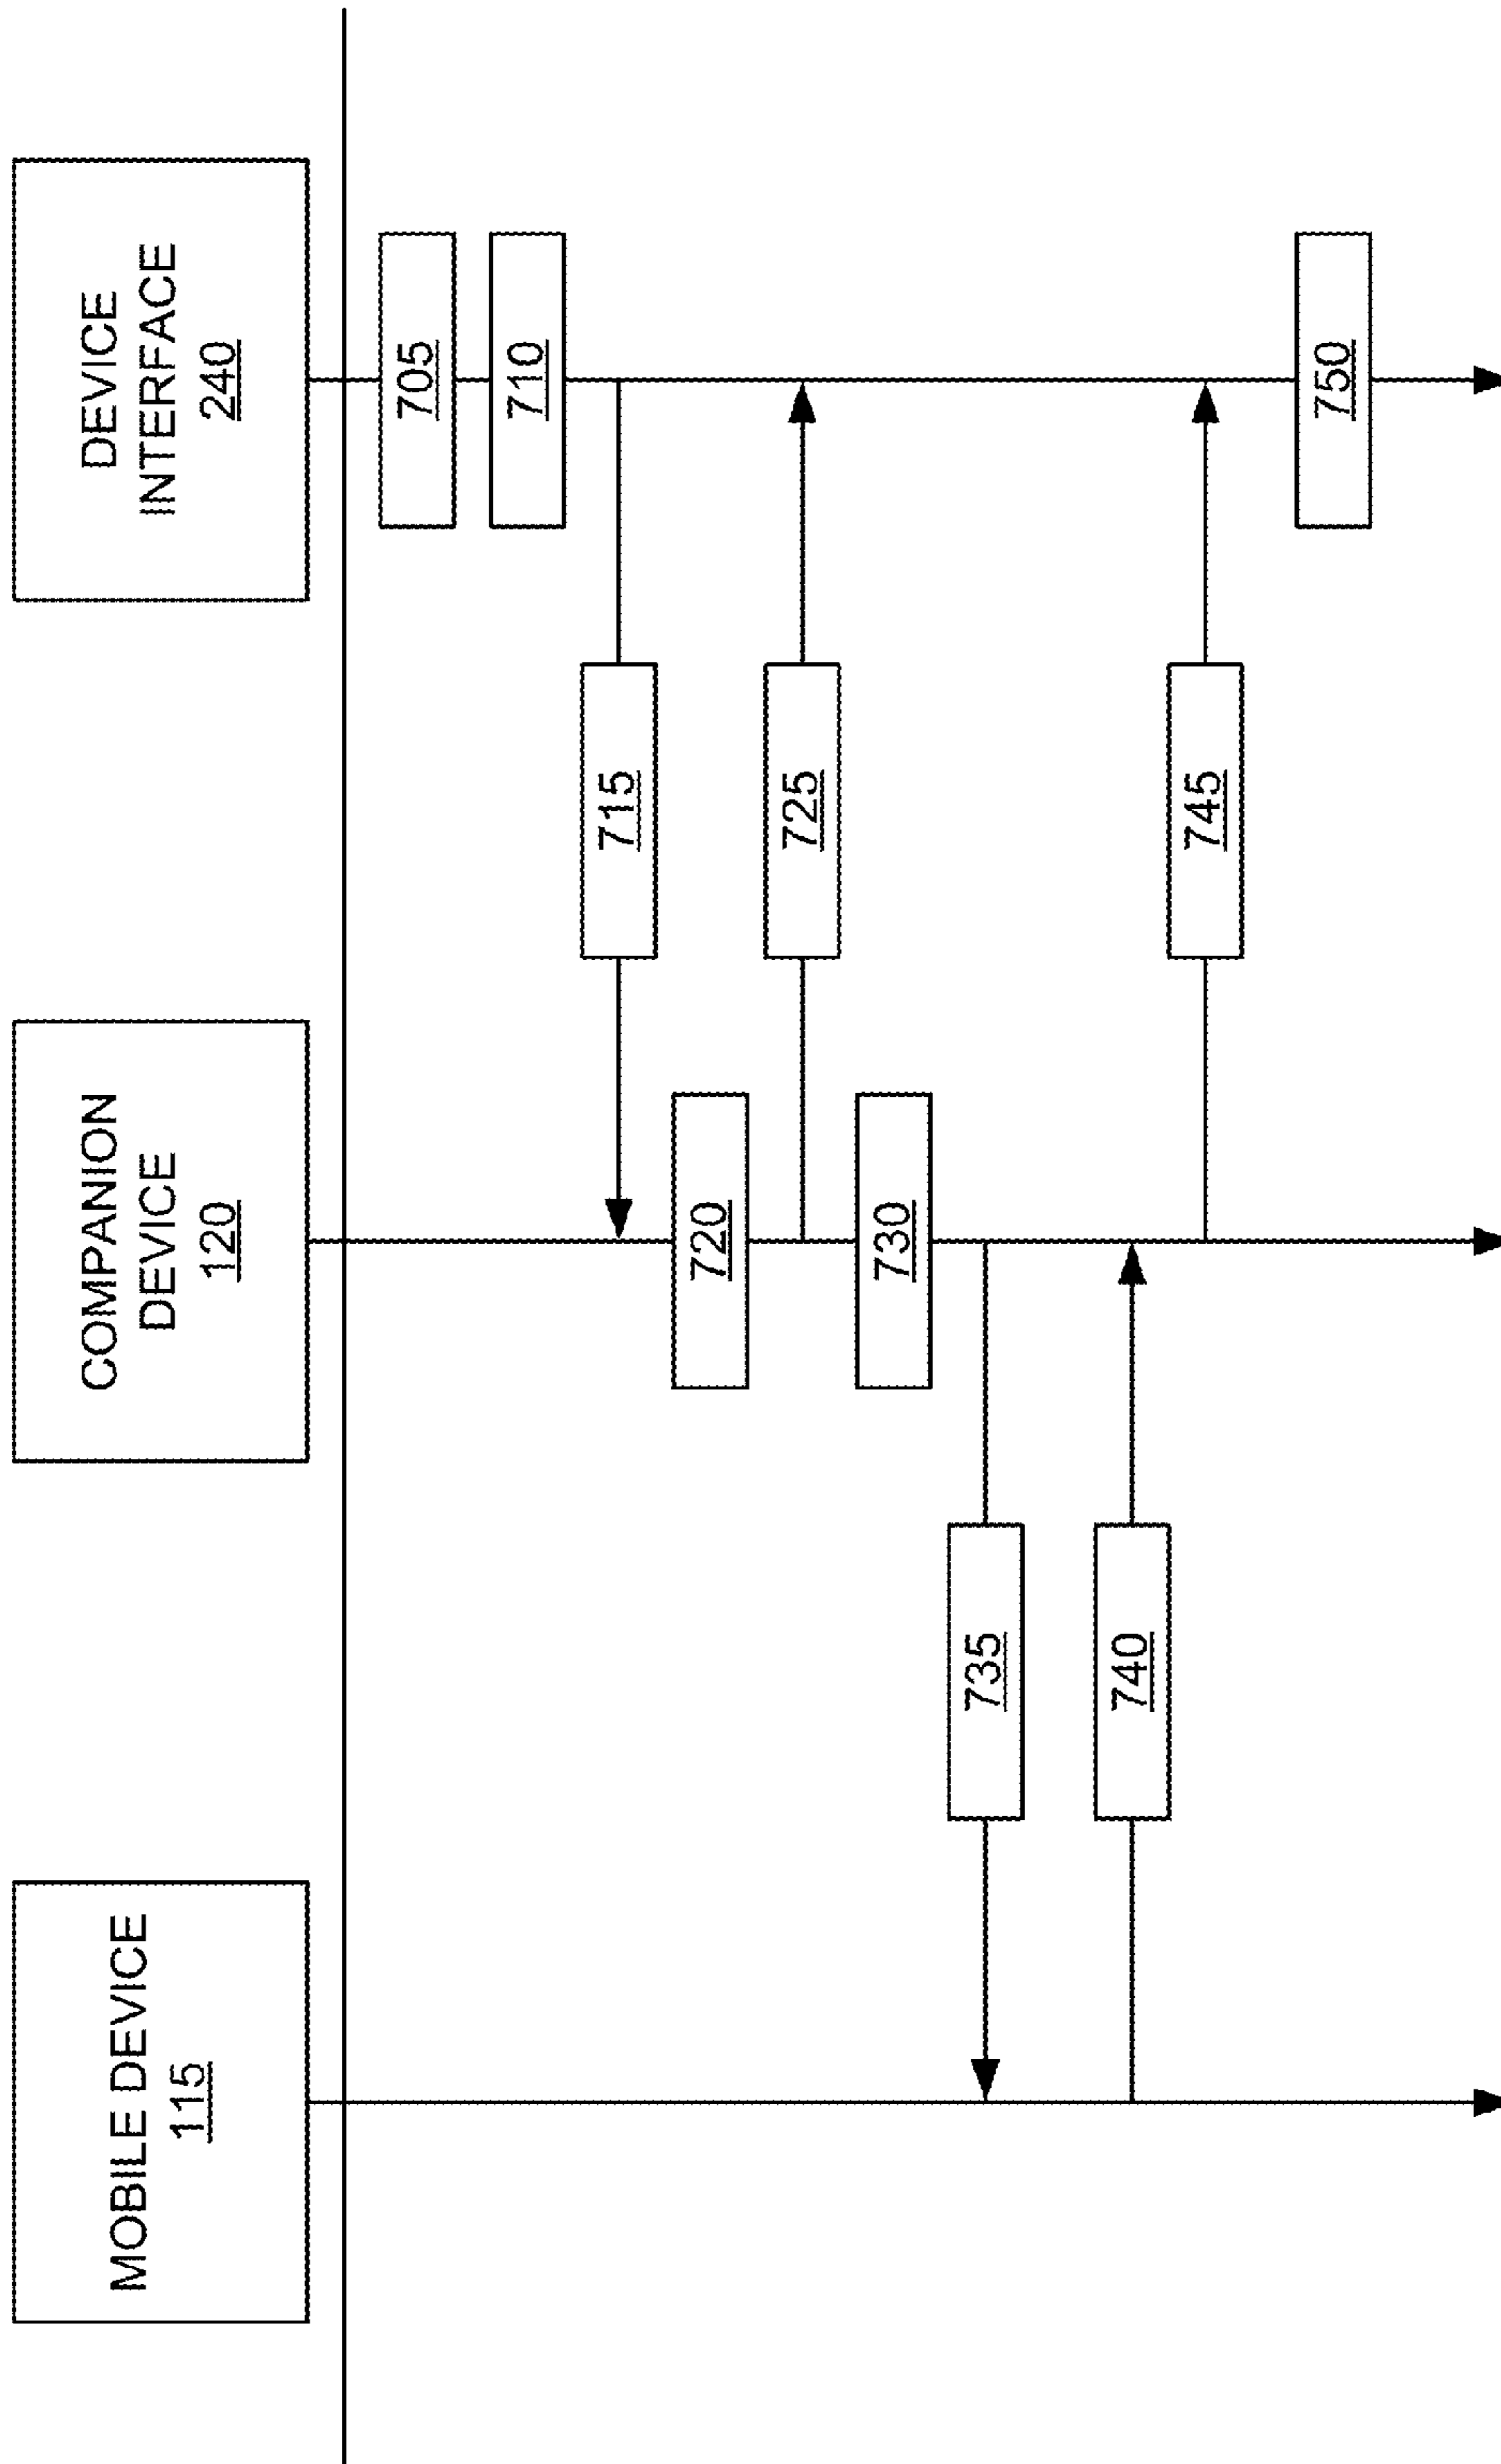 MOBILE DEVICE
115
COMPANION
DEVICE
120
DEVICE
INTERFACE
240
705
710
715
720
725
730
735
740
745
750